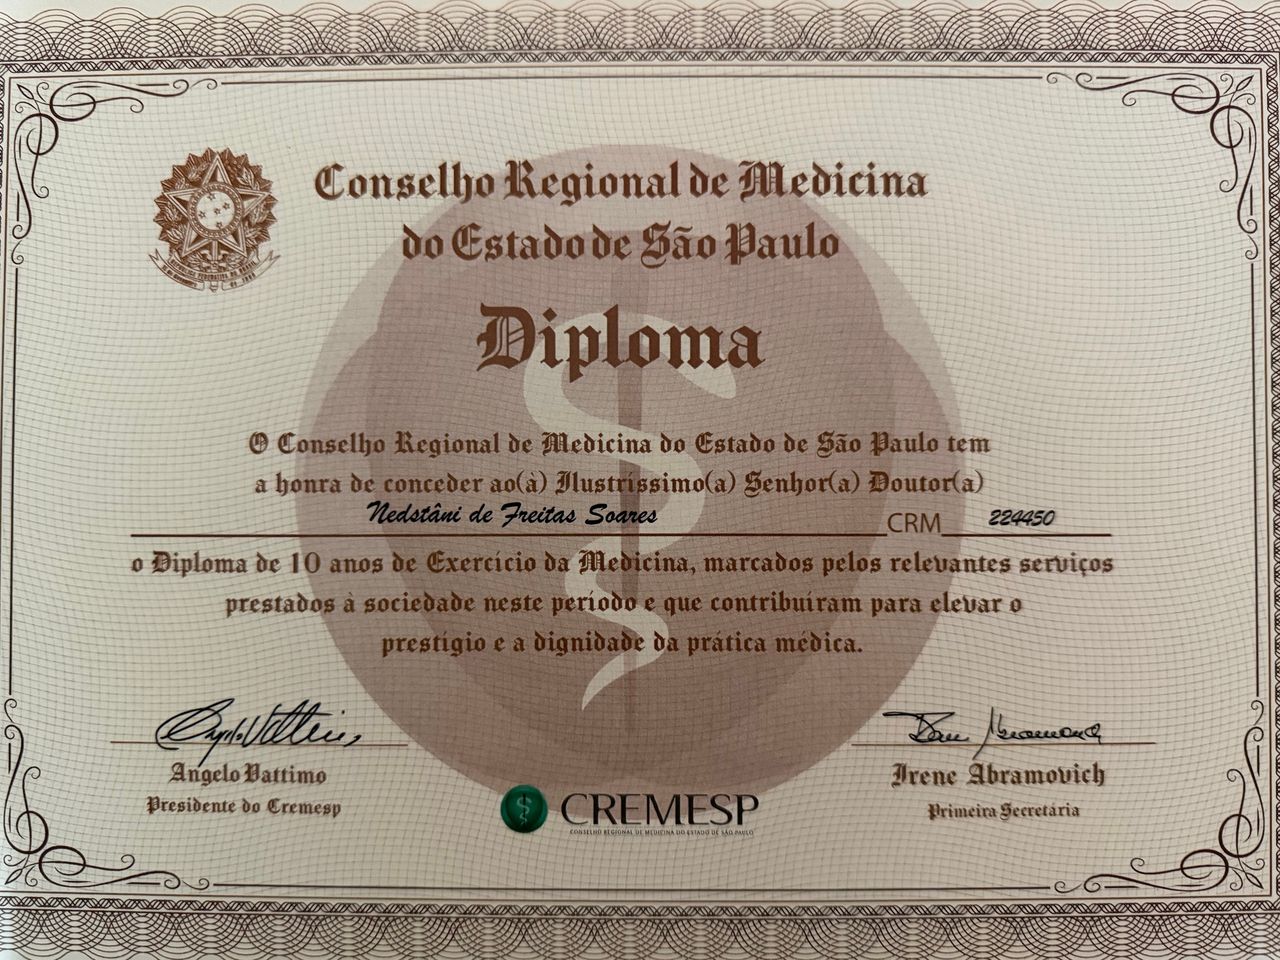 Conselho Regional de Medicina
do Estado de São Paulo
Diploma
O Conselho Regional de Medicina do Estado de São Paulo tem
a honra de conceder ao(à) Ilustríssimo(a) Senhor(a) Doutor(a)
Nedstâni de Freitas Soares CRM 224450
o Diploma de 10 anos de Exercício da Medicina, marcados pelos relevantes serviços
prestados à sociedade neste período e que contribuíram para elevar o
prestígio e a dignidade da prática médica.
Angelo Vattimo
Presidente do Cremesp
Irene Abramovich
Primeira Secretária
CREMESP
CONSELHO REGIONAL DE MEDICINA DO ESTADO DE SÃO PAULO